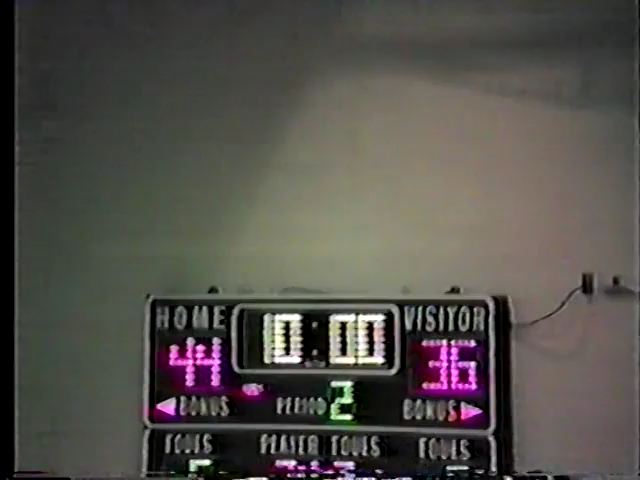 HOME 10:00 VISITOR
44 36
◀BONUS PERIOD 2 BONUS▶
FOULS PLAYER FOULS FOULS